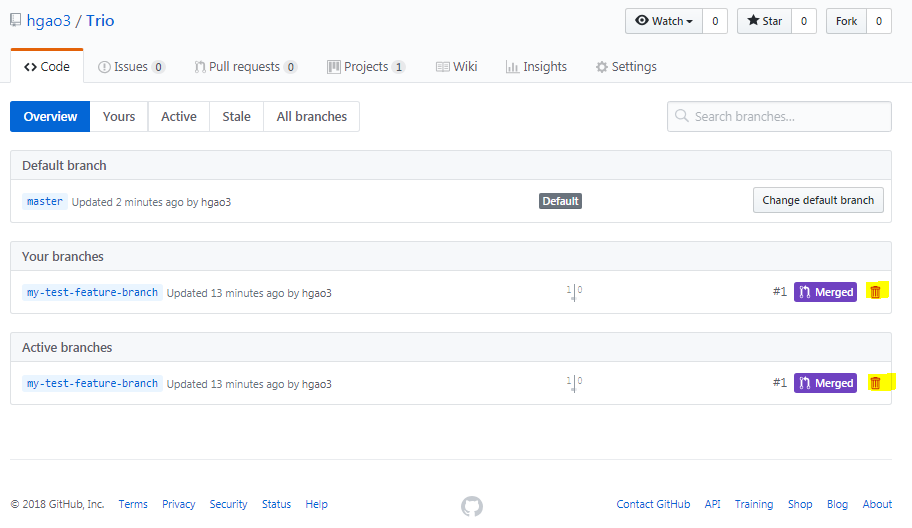 hgao3 / Trio
Watch 0 Star 0 Fork 0
Code Issues 0 Pull requests 0 Projects 1 Wiki Insights Settings
Overview Yours Active Stale All branches Search branches...
Default branch
master Updated 2 minutes ago by hgao3 Default Change default branch
Your branches
my-test-feature-branch Updated 13 minutes ago by hgao3 1 0 #1 Merged
Active branches
my-test-feature-branch Updated 13 minutes ago by hgao3 1 0 #1 Merged
© 2018 GitHub, Inc. Terms Privacy Security Status Help Contact GitHub API Training Shop Blog About